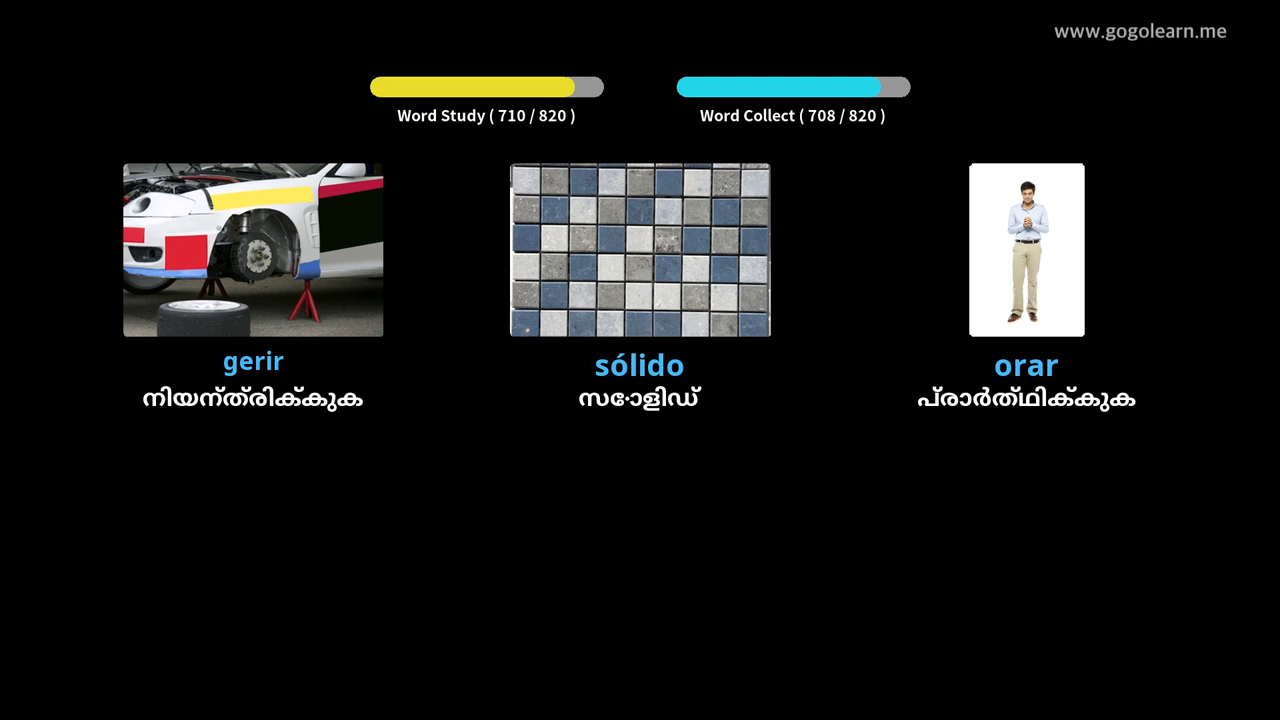 www.gogolearn.me
Word Study ( 710 / 820 )
Word Collect ( 708 / 820 )
gerir
നിയന്ത്രിക്കുക
sólido
സോളിഡ്
orar
പ്രാർത്ഥിക്കുക